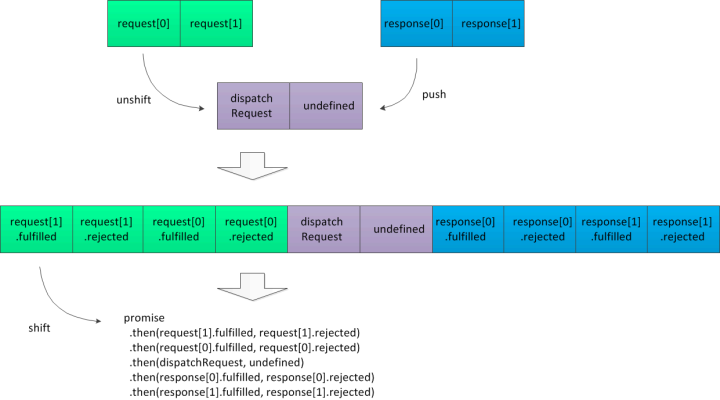 request[0] request[1] response[0] response[1]
unshift
dispatch
Request
undefined
push
request[1]
.fulfilled
request[1]
.rejected
request[0]
.fulfilled
request[0]
.rejected
dispatch
Request
undefined
response[0]
.fulfilled
response[0]
.rejected
response[1]
.fulfilled
response[1]
.rejected
shift
promise
.then(request[1].fulfilled, request[1].rejected)
.then(request[0].fulfilled, request[0].rejected)
.then(dispatchRequest, undefined)
.then(response[0].fulfilled, response[0].rejected)
.then(response[1].fulfilled, response[1].rejected)